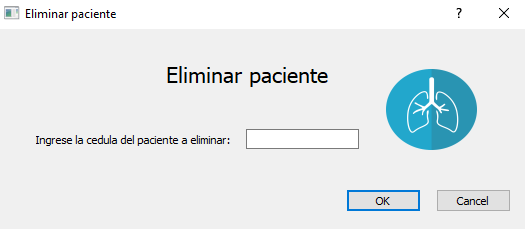 Eliminar paciente
?
Eliminar paciente
Ingrese la cedula del paciente a eliminar:
OK
Cancel